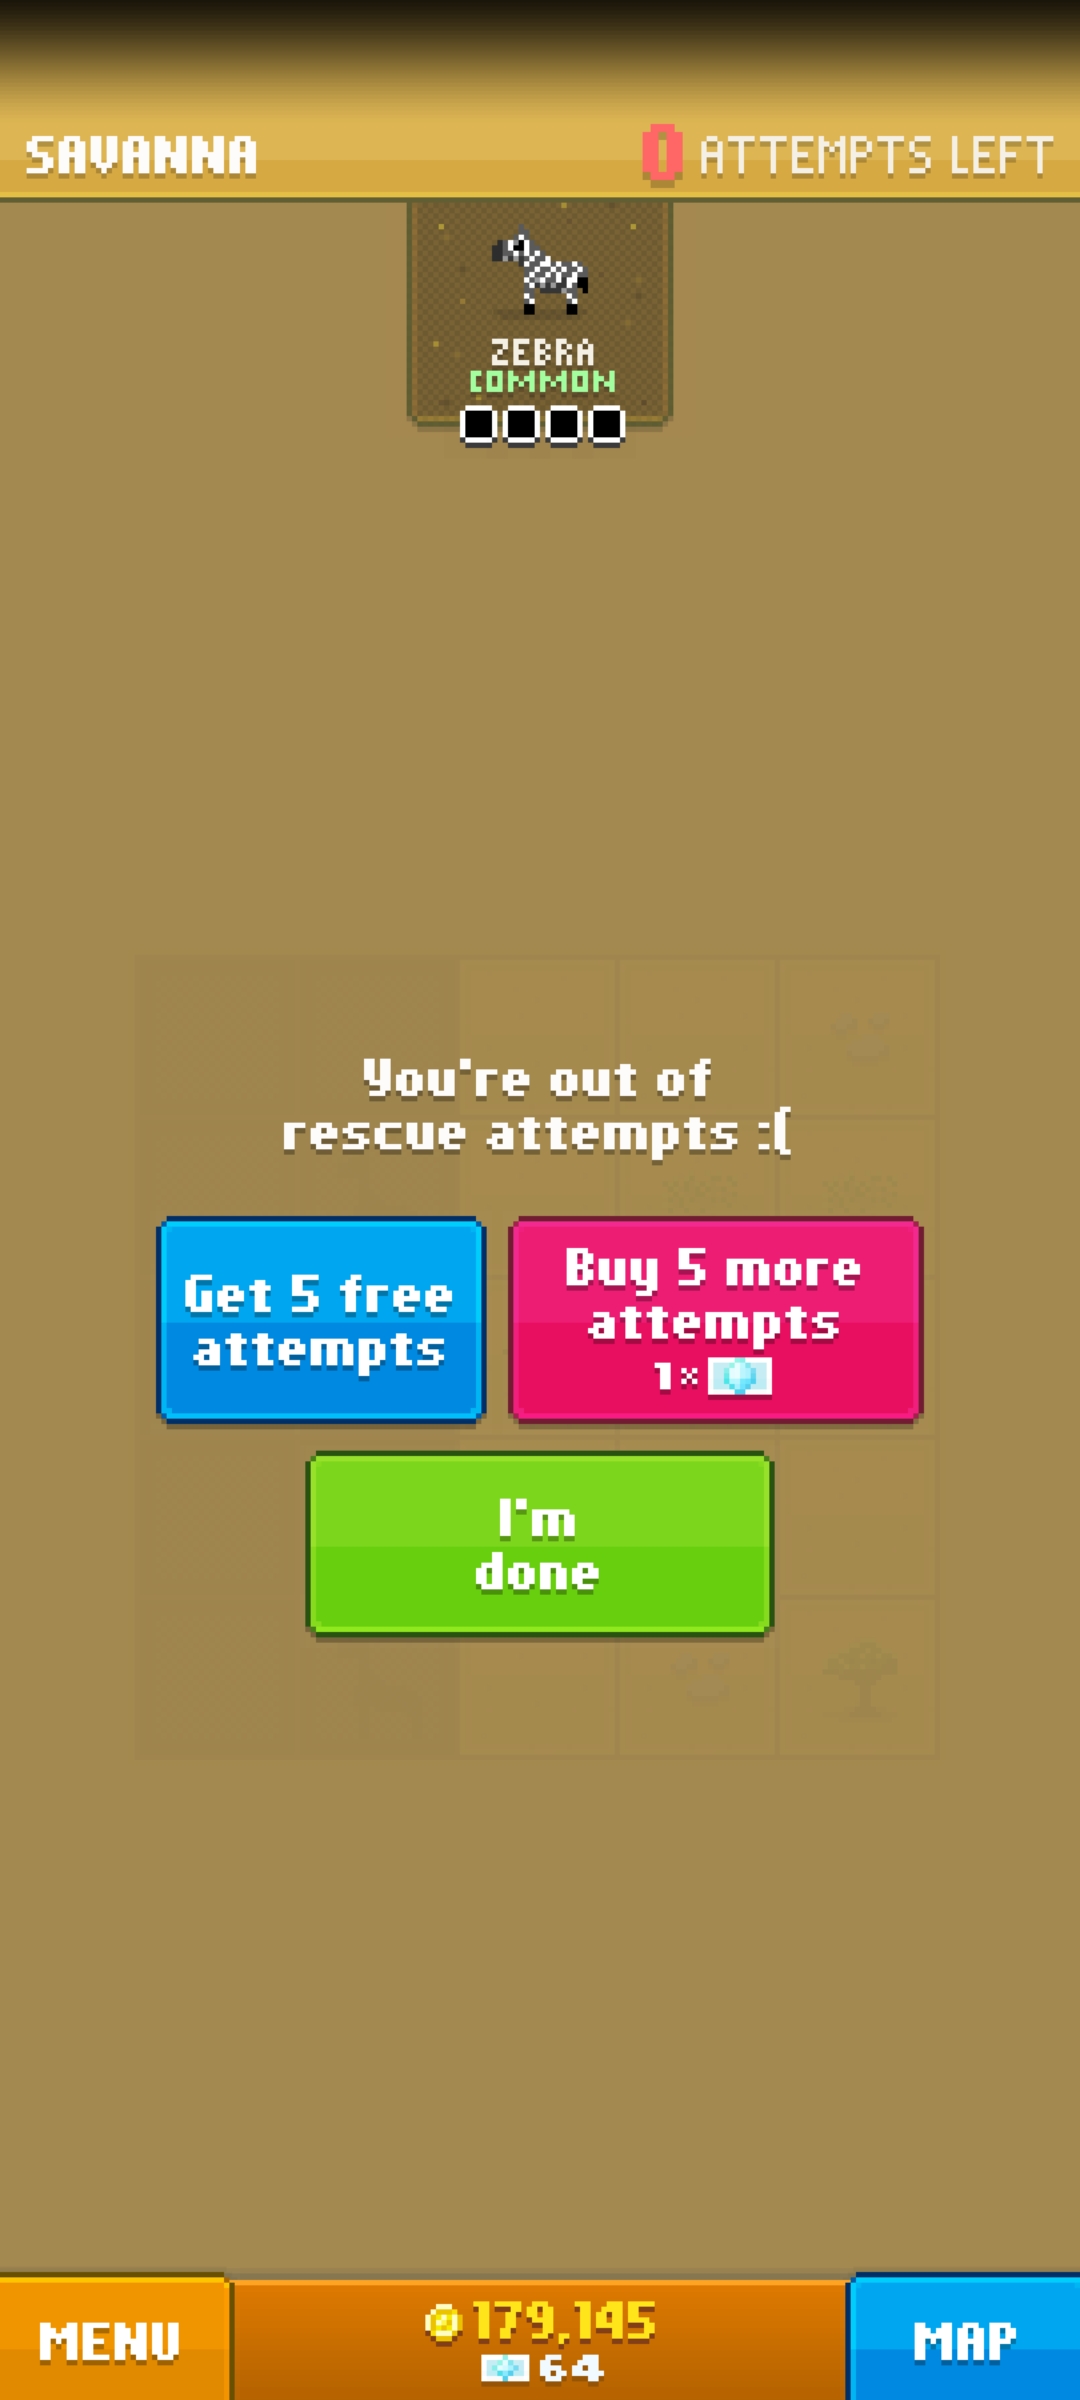 SAVANNA
0 ATTEMPTS LEFT
ZEBRA
COMMON
You're out of
rescue attempts :(
Get 5 free
attempts
Buy 5 more
attempts
1×
I'm
done
MENU
179,145
64
MAP